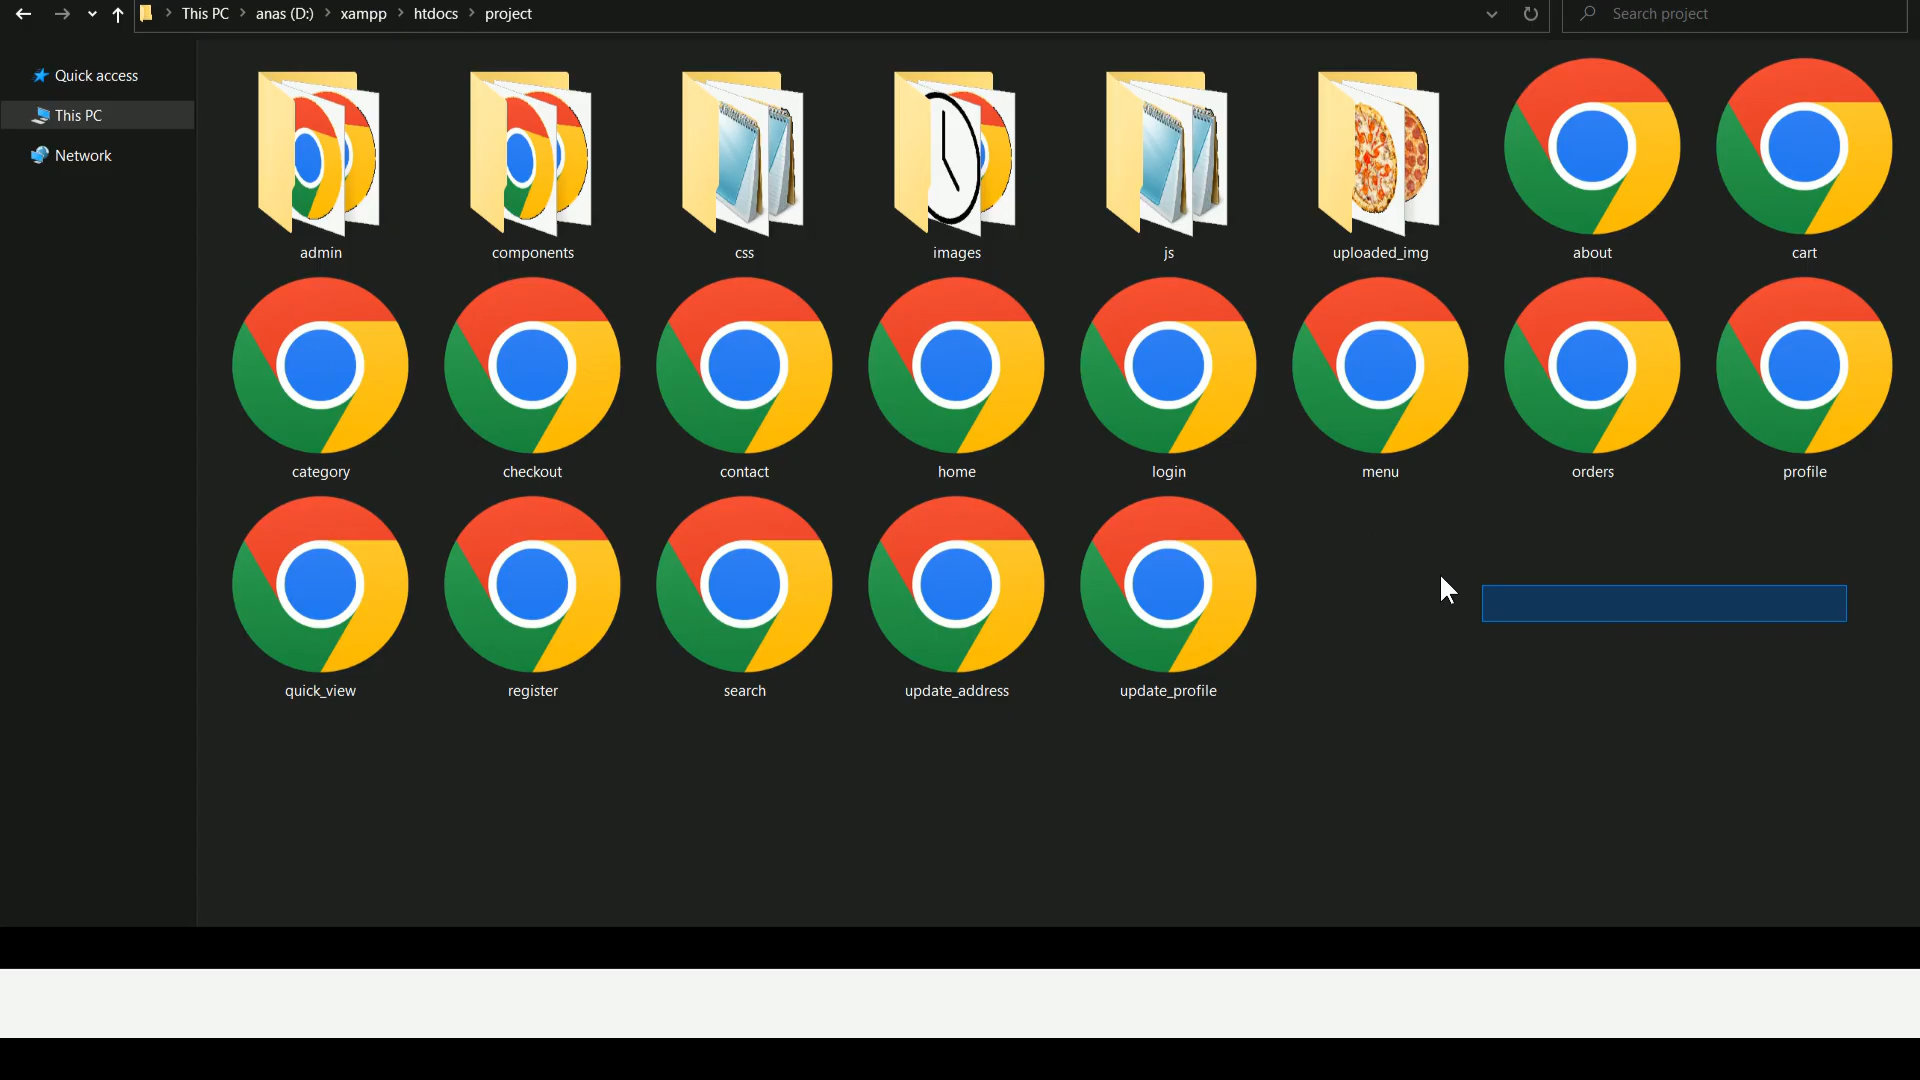 This PC > anas (D:) > xampp > htdocs > project
Search project
Quick access
This PC
Network
admin
components
css
images
js
uploaded_img
about
cart
category
checkout
contact
home
login
menu
orders
profile
quick_view
register
search
update_address
update_profile